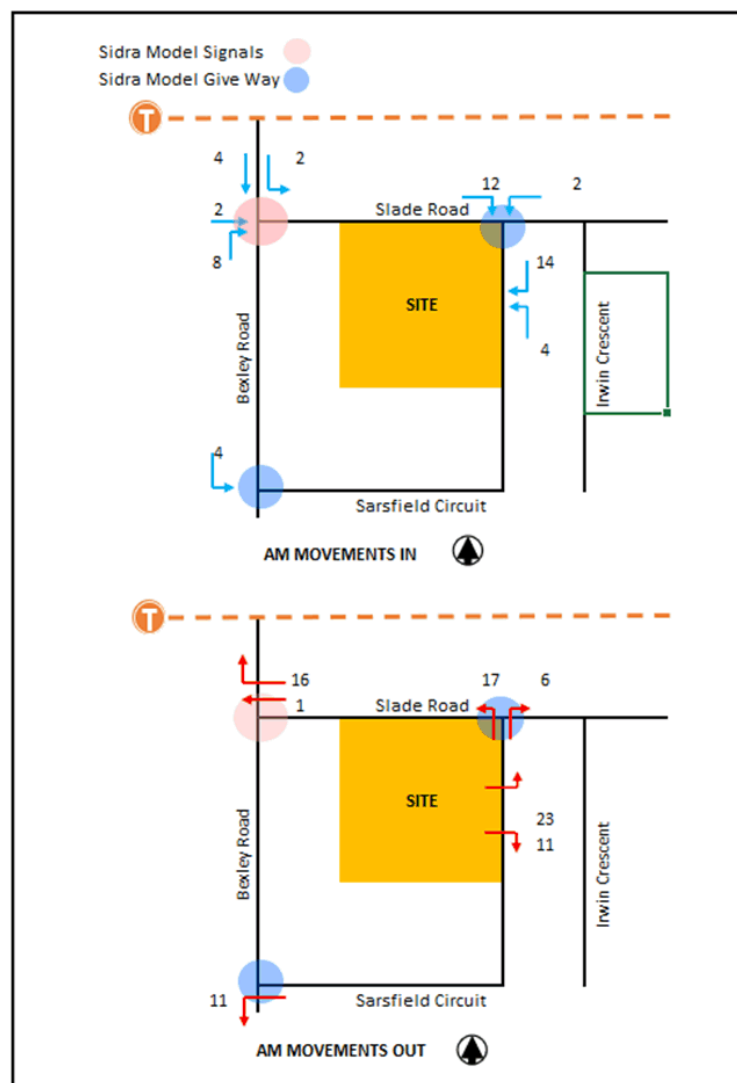 Sidra Model Signals
Sidra Model Give Way
T
4 2
12 2
2
Slade Road
8
14
SITE
4
Bexley Road
Irwin Crescent
4
Sarsfield Circuit
AM MOVEMENTS IN
T
16
17 6
1
Slade Road
SITE
23
11
Bexley Road
Irwin Crescent
11
Sarsfield Circuit
AM MOVEMENTS OUT